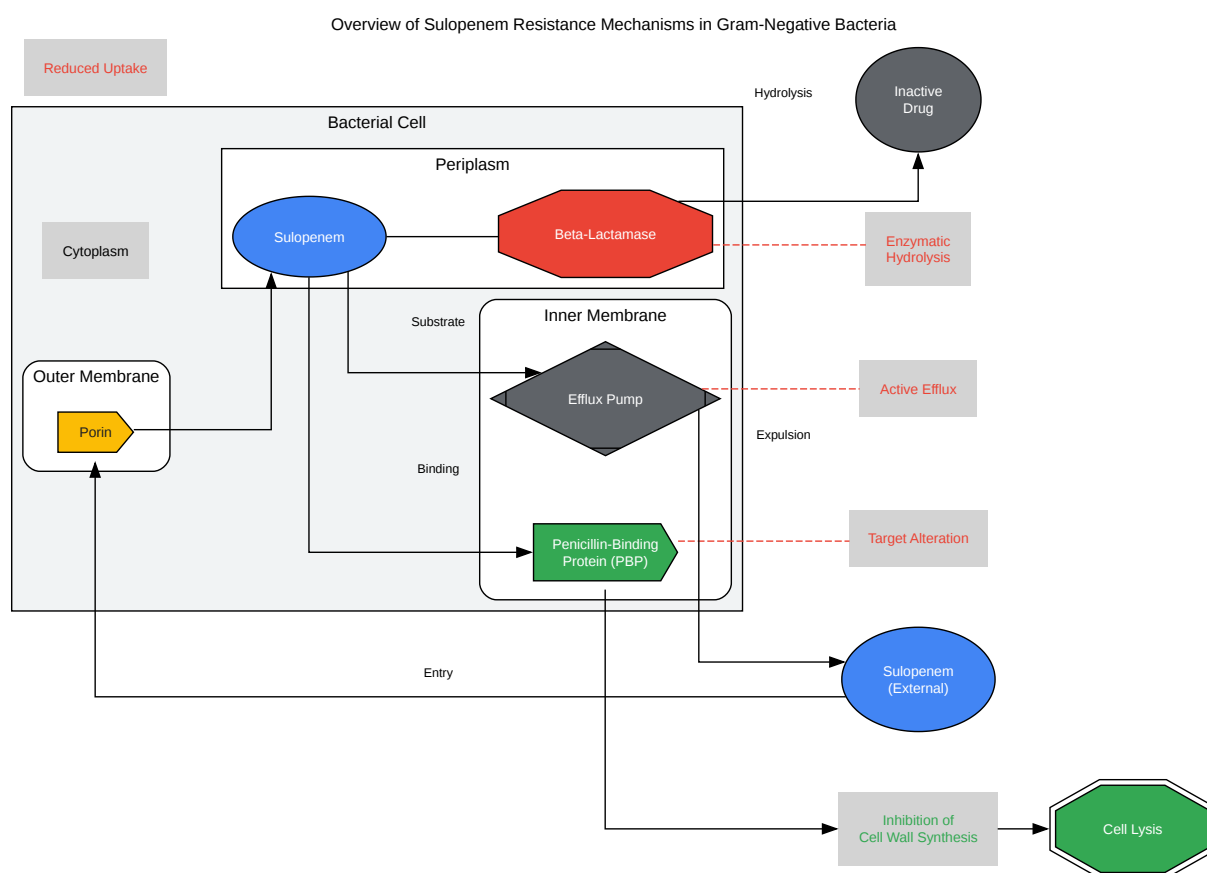 Overview of Sulopenem Resistance Mechanisms in Gram-Negative Bacteria
Reduced Uptake
Hydrolysis
Inactive
Drug
Bacterial Cell
Periplasm
Sulopenem
Beta-Lactamase
Cytoplasm
Enzymatic
Hydrolysis
Inner Membrane
Substrate
Outer Membrane
Efflux Pump
Active Efflux
Porin
Expulsion
Binding
Penicillin-Binding
Protein (PBP)
Target Alteration
Entry
Sulopenem
(External)
Inhibition of
Cell Wall Synthesis
Cell Lysis